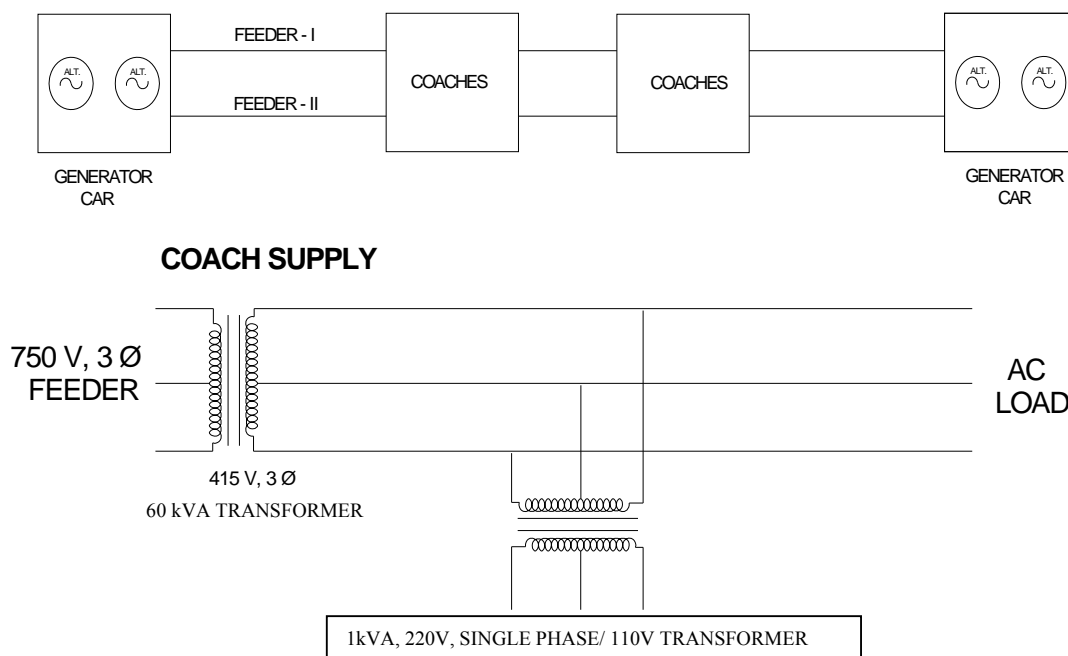 FEEDER - I
ALT.
ALT.
COACHES
COACHES
ALT.
ALT.
FEEDER - II
GENERATOR
CAR
GENERATOR
CAR
COACH SUPPLY
750 V, 3 Ø
FEEDER
AC
LOAD
415 V, 3 Ø
60 kVA TRANSFORMER
1kVA, 220V, SINGLE PHASE/ 110V TRANSFORMER